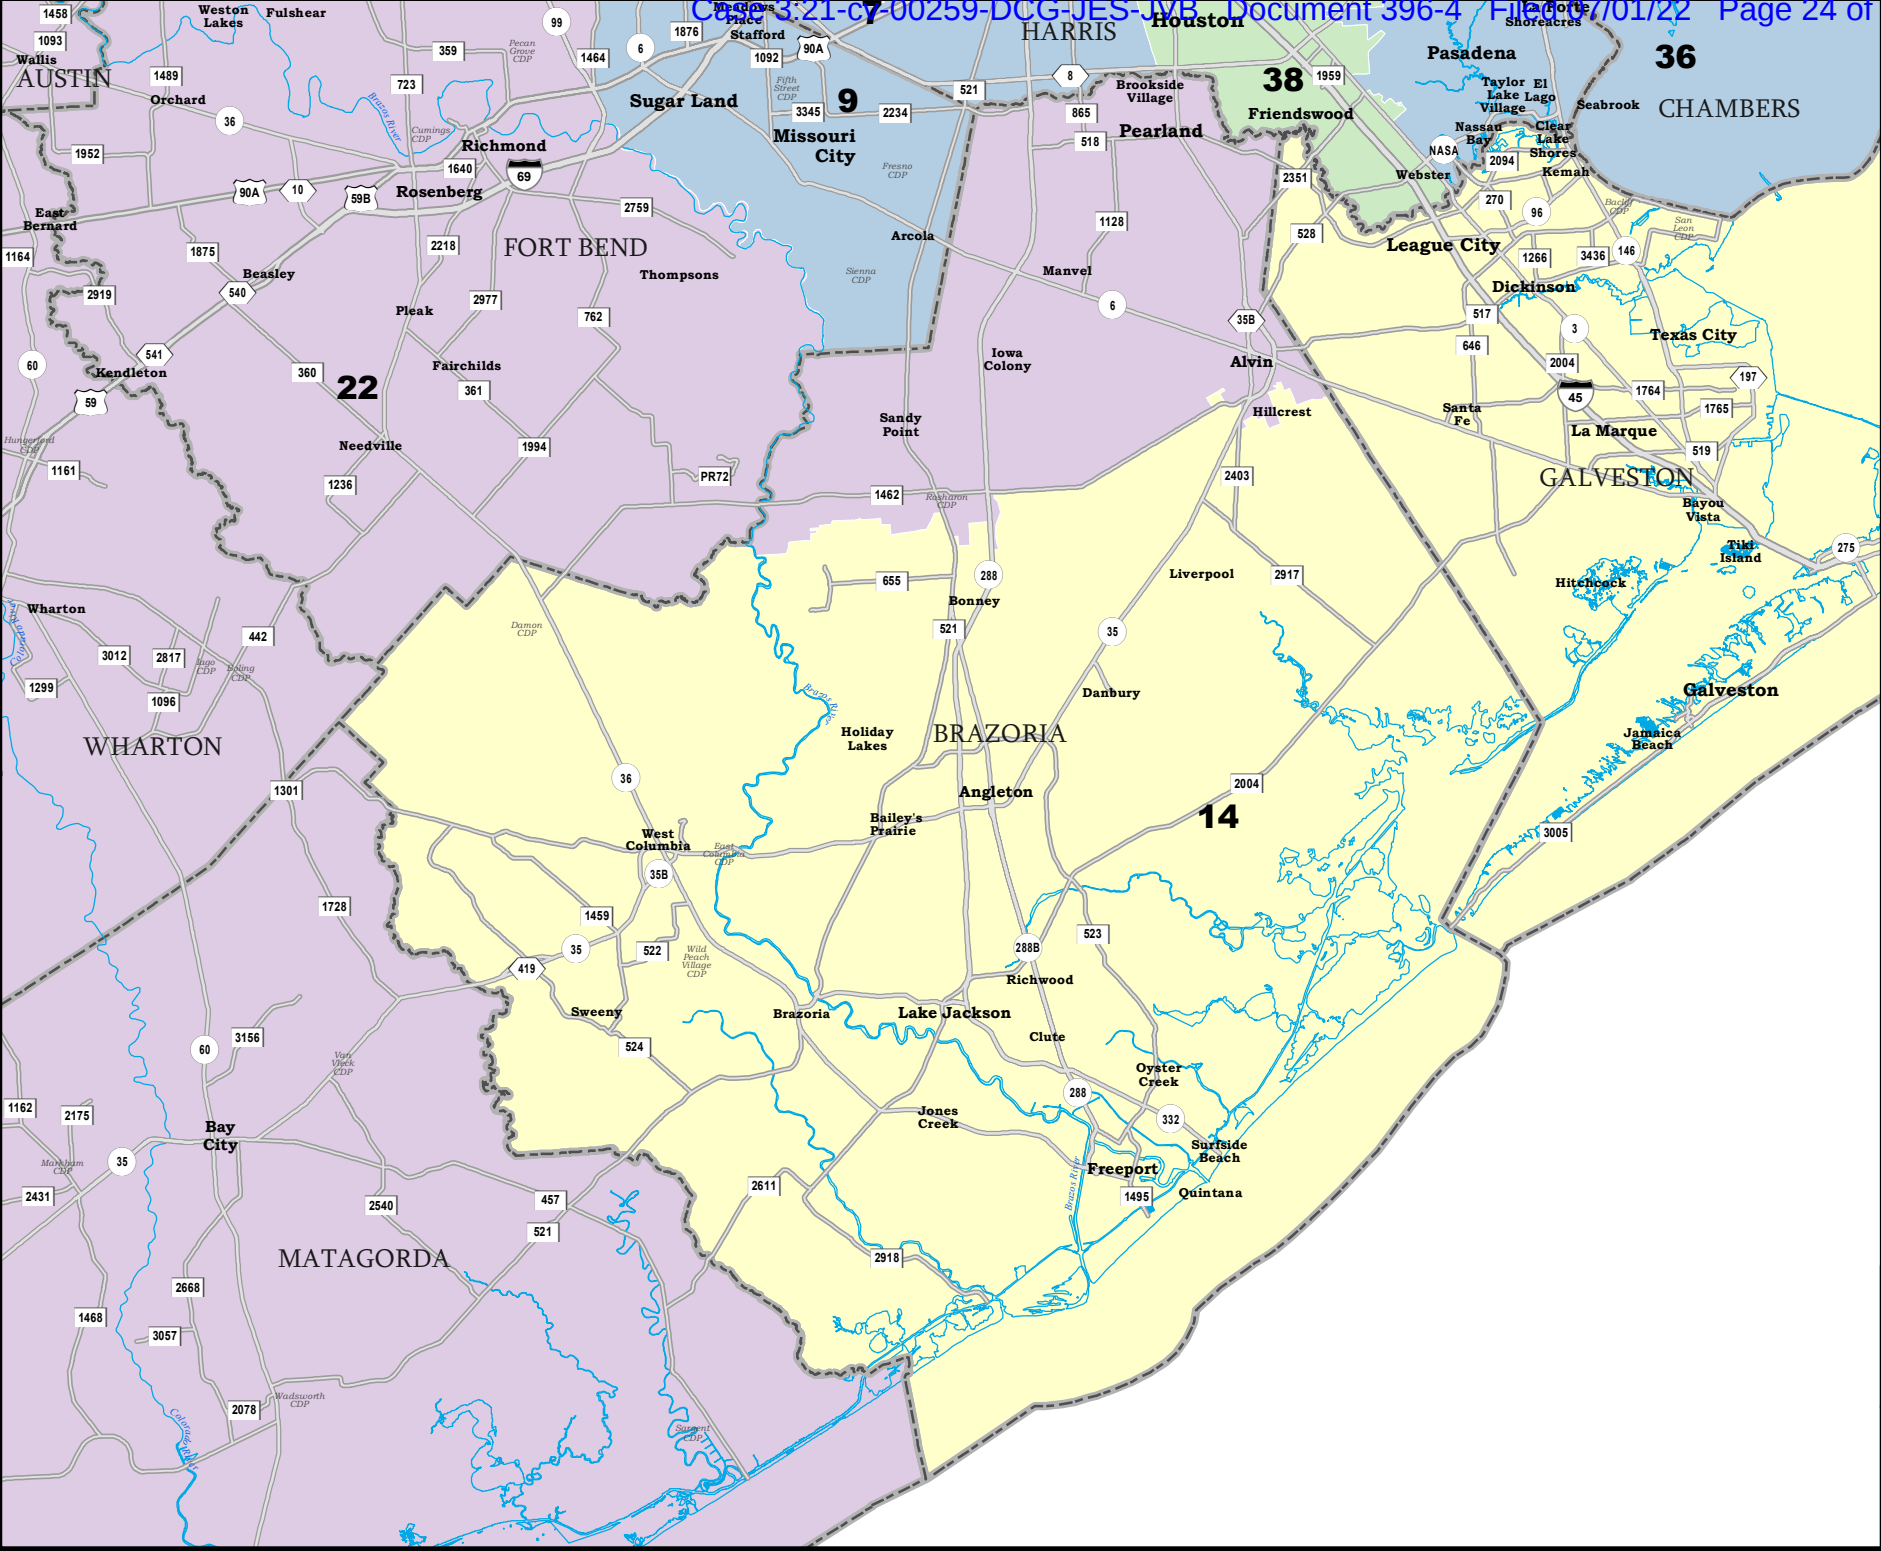 Case 3:21-cv-00259-DCG-JES-JVB Document 396-4 Filed 07/01/22 Page 24 of
1458
Weston
Lakes
Fulshear
99
6
1876
Meadows
Place
Stafford
7
90A
HARRIS
Houston
La Porte
Shoreacres
36
1093
Wallis
AUSTIN
1489
Orchard
36
359
723
Pecan
Grove
CDP
1464
1092
Fifth
Street
CDP
Sugar Land
9
3345
2234
521
8
865
Brookside
Village
38
1959
Friendswood
Pasadena
Taylor
Lake
Village
El
Lago
Seabrook
CHAMBERS
Brazos River
Cumings
CDP
Richmond
1640
69
Missouri
City
518
Pearland
Nassau
Bay
Clear
Lake
Shores
NASA
2094
Kemah
Webster
1952
90A
10
59B
Rosenberg
Fresno
CDP
2351
270
96
Bacliff
CDP
San
Leon
CDP
East
Bernard
1164
1875
2218
FORT BEND
2759
Thompsons
Arcola
1128
528
League City
1266
3436
146
Beasley
540
2919
Pleak
2977
762
Sienna
CDP
Manvel
6
35B
Dickinson
517
3
Texas City
541
Kendleton
60
59
360
22
Fairchilds
361
Iowa
Colony
Alvin
646
2004
45
1764
197
1765
Hillcrest
Santa
Fe
La Marque
519
Hungerford
CDP
1161
Needville
1994
1236
PR72
Sandy
Point
1462
Rosharon
CDP
2403
GALVESTON
Bayou
Vista
Tiki
Island
275
Hitchcock
655
288
Bonney
Liverpool
2917
Wharton
Colorado River
Damon
CDP
521
35
442
3012
2817
Iago
CDP
Boling
CDP
1299
1096
Brazos River
Danbury
Galveston
WHARTON
Holiday
Lakes
BRAZORIA
Jamaica
Beach
1301
36
Angleton
2004
14
3005
Bailey's
Prairie
West
Columbia
East
Columbia
CDP
35B
1728
1459
35
522
Wild
Peach
Village
CDP
288B
523
419
Richwood
Sweeny
Brazoria
Lake Jackson
Clute
60
3156
Van
Vleck
CDP
524
Oyster
Creek
288
332
1162
2175
Bay
City
Jones
Creek
Surfside
Beach
Markham
CDP
35
Freeport
2431
2540
457
2611
Brazos River
1495
Quintana
521
MATAGORDA
2918
2668
1468
3057
2078
Wadsworth
CDP
Colorado River
Sargent
CDP